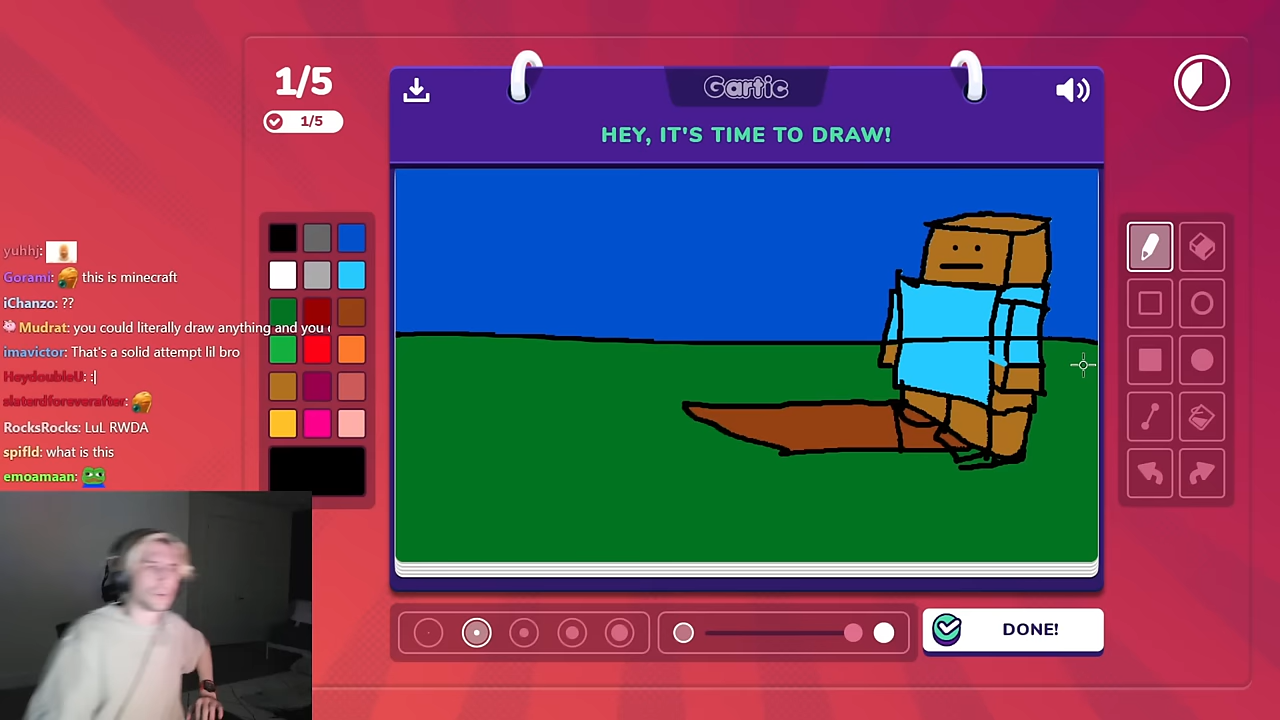 1/5
1/5
Gartic
HEY, IT'S TIME TO DRAW!
yuhhj:
Gorami: this is minecraft
iChanzo: ??
Mudrat: you could literally draw anything and you
imavictor: That's a solid attempt lil bro
HeydoubleU: :|
slaterdforeverafter:
RocksRocks: LuL RWDA
spifld: what is this
emoamaan:
DONE!